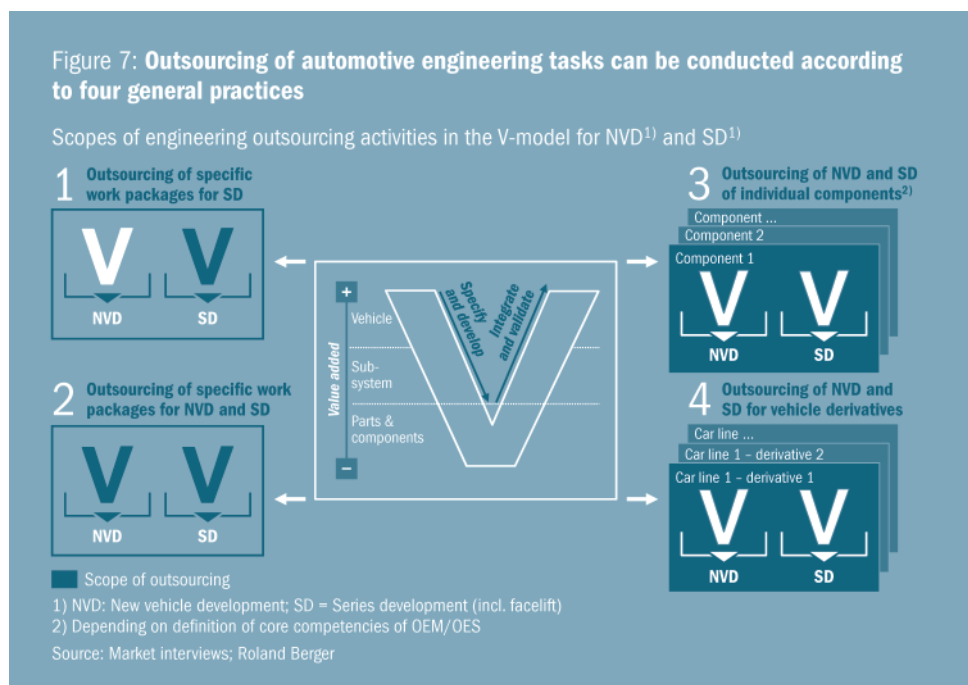 Figure 7: Outsourcing of automotive engineering tasks can be conducted according
to four general practices
Scopes of engineering outsourcing activities in the V-model for NVD1) and SD1)
1 Outsourcing of specific
work packages for SD
V V
NVD SD
2 Outsourcing of specific work
packages for NVD and SD
V V
NVD SD
+
Value added
−
Vehicle
Sub-
system
Parts &
components
Specify
and develop
Integrate
and validate
3 Outsourcing of NVD and SD
of individual components2)
Component ...
Component 2
Component 1
V V
NVD SD
4 Outsourcing of NVD and
SD for vehicle derivatives
Car line ...
Car line 1 – derivative 2
Car line 1 – derivative 1
V V
NVD SD
Scope of outsourcing
1) NVD: New vehicle development; SD = Series development (incl. facelift)
2) Depending on definition of core competencies of OEM/OES
Source: Market interviews; Roland Berger